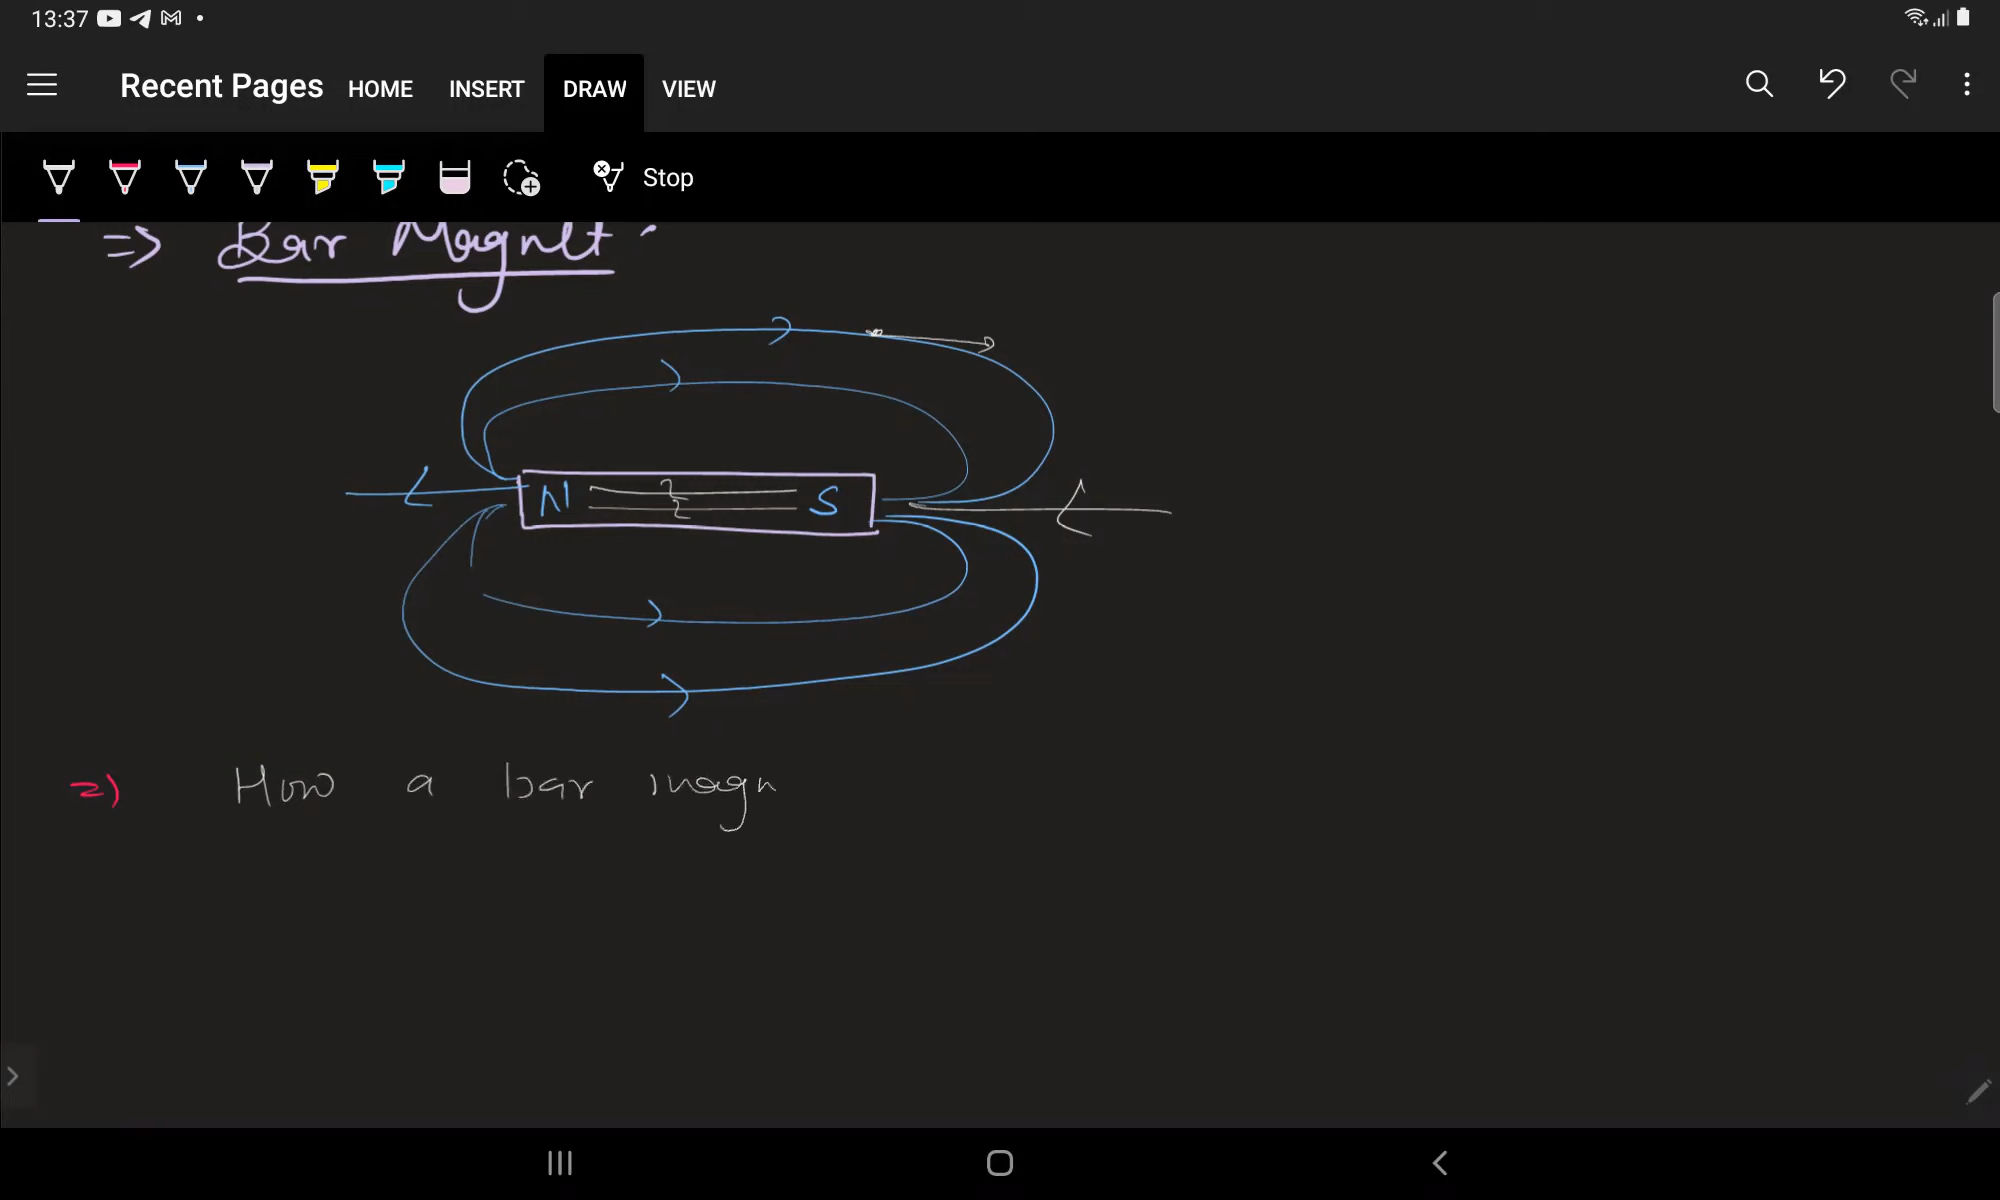 13:37
Recent Pages HOME INSERT DRAW VIEW
Stop
=> Bar Magnet
N S
2) How a bar magn